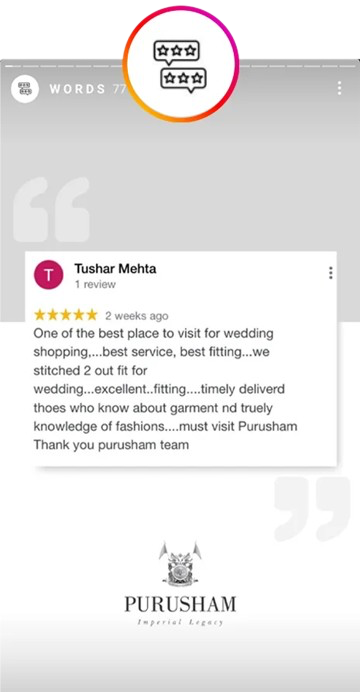 WORDS 77
T
Tushar Mehta
1 review
2 weeks ago
One of the best place to visit for wedding
shopping,...best service, best fitting...we
stitched 2 out fit for
wedding...excellent..fitting....timely deliverd
thoes who know about garment nd truely
knowledge of fashions....must visit Purusham
Thank you purusham team
PURUSHAM
Imperial Legacy